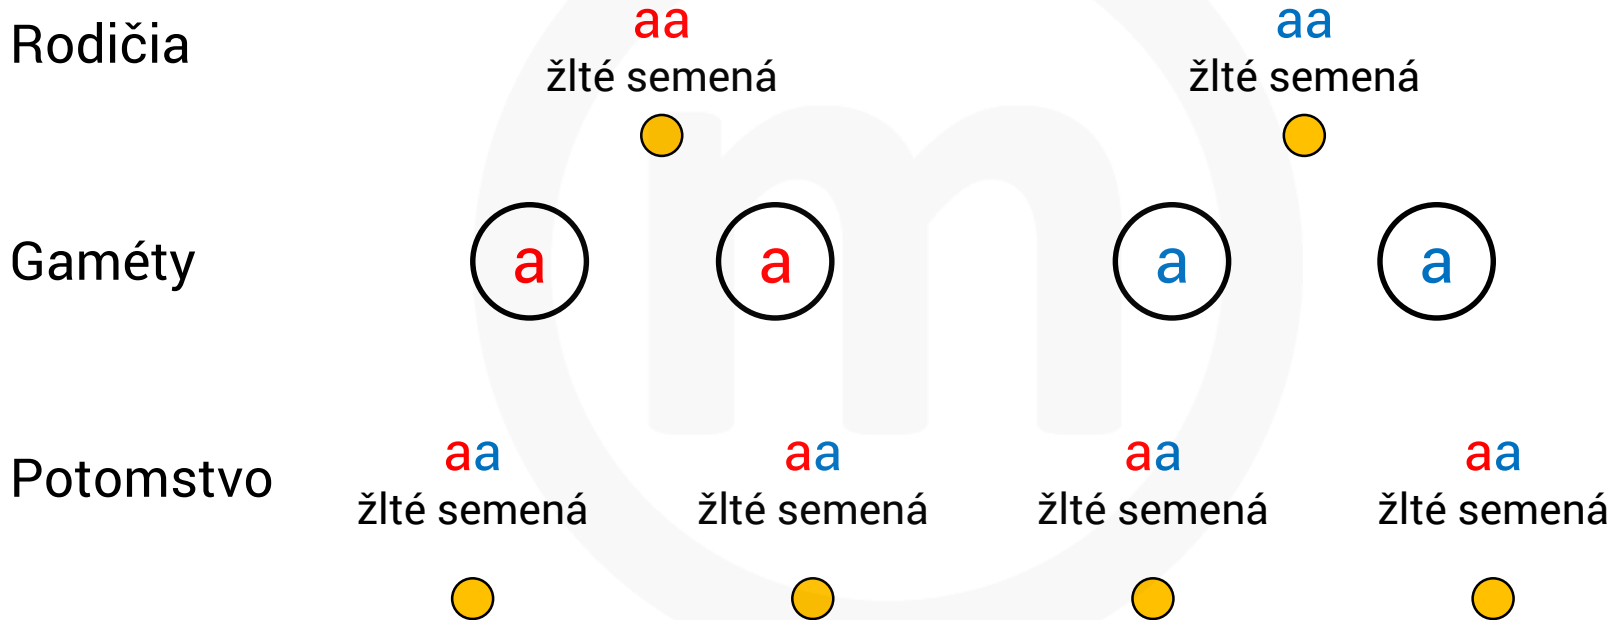 Rodičia
aa
žlté semená
aa
žlté semená
Gaméty
a
a
a
a
Potomstvo
aa
žlté semená
aa
žlté semená
aa
žlté semená
aa
žlté semená